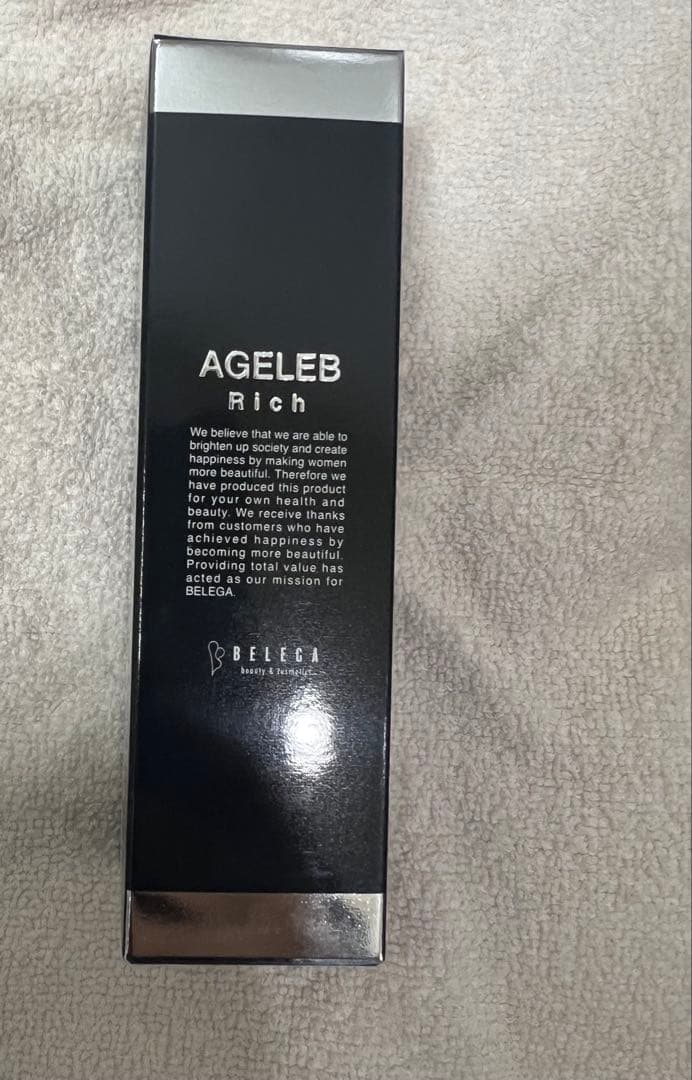 AGELEB
Rich
We believe that we are able to
brighten up society and create
happiness by making women
more beautiful. Therefore we
have produced this product
for your own health and
beauty. We receive thanks
from customers who have
achieved happiness by
becoming more beautiful.
Providing total value has
acted as our mission for
BELEGA.
BELEGA
beauty & cosmetics